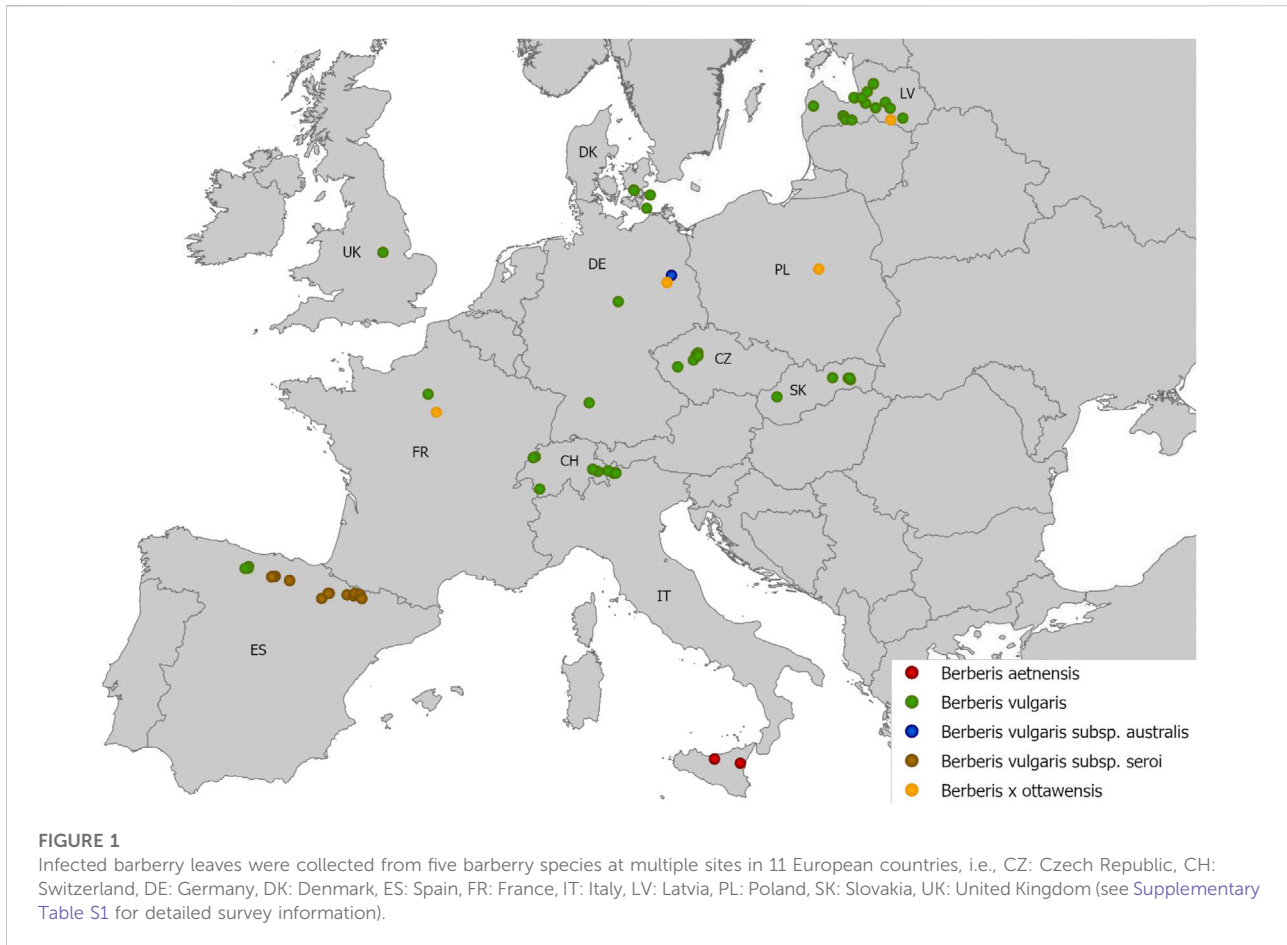 LV
DK
UK
DE
PL
CZ
SK
FR
CH
IT
ES
Berberis aetnensis
Berberis vulgaris
Berberis vulgaris subsp. australis
Berberis vulgaris subsp. seroi
Berberis x ottawensis
FIGURE 1
Infected barberry leaves were collected from five barberry species at multiple sites in 11 European countries, i.e., CZ: Czech Republic, CH:
Switzerland, DE: Germany, DK: Denmark, ES: Spain, FR: France, IT: Italy, LV: Latvia, PL: Poland, SK: Slovakia, UK: United Kingdom (see Supplementary
Table S1 for detailed survey information).